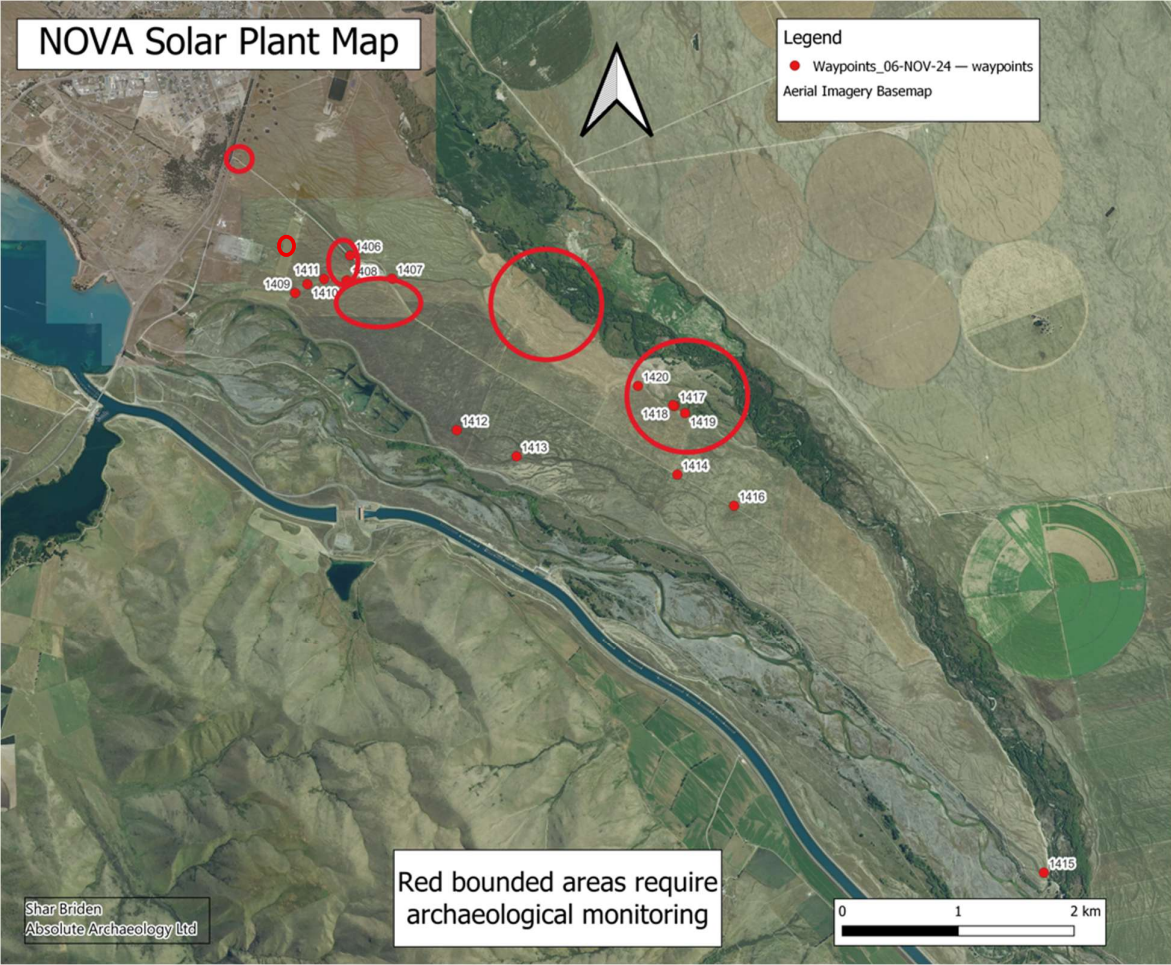 NOVA Solar Plant Map
Legend
Waypoints_06-NOV-24 — waypoints
Aerial Imagery Basemap
1406
1411
1408
1407
1409
1410
1420
1417
1418
1419
1412
1413
1414
1416
1415
Red bounded areas require
archaeological monitoring
Shar Briden
Absolute Archaeology Ltd
0 1 2 km